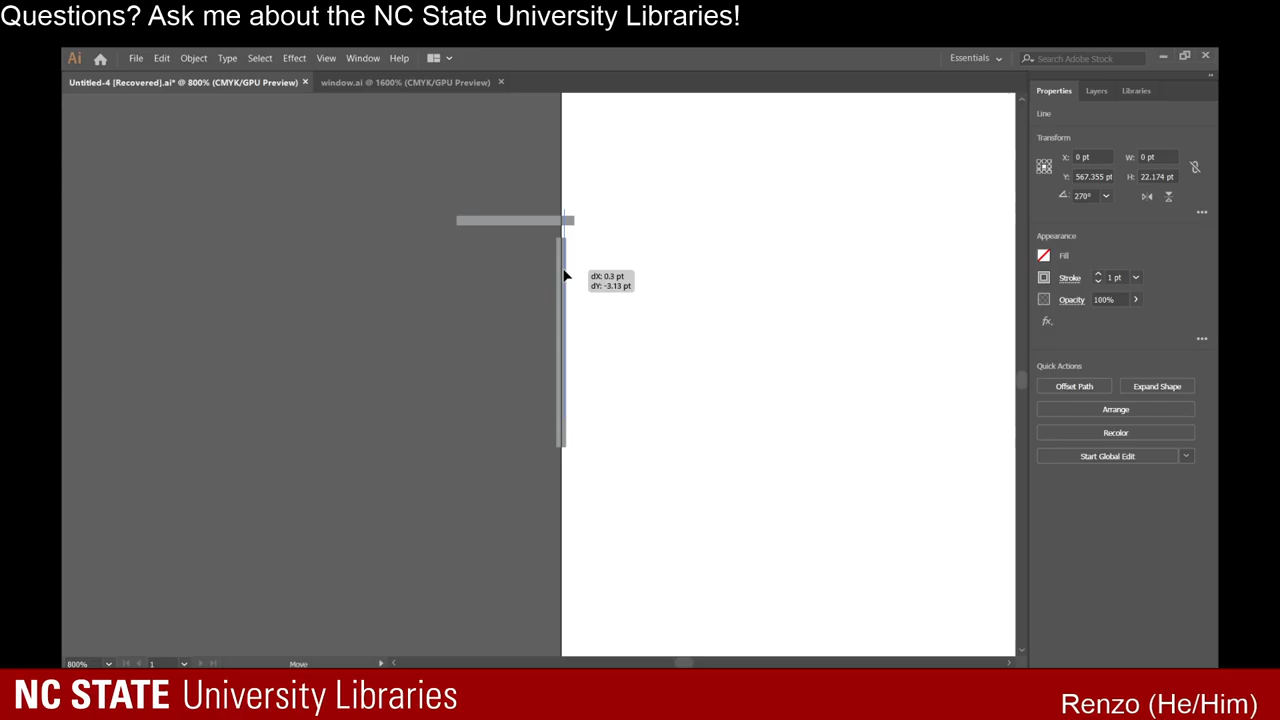 Questions? Ask me about the NC State University Libraries!
Ai File Edit Object Type Select Effect View Window Help Essentials Search Adobe Stock
Untitled-4 [Recovered].ai* @ 800% (CMYK/GPU Preview) × window.ai @ 1600% (CMYK/GPU Preview) ×
Properties Layers Libraries
Line
Transform
X: 0 pt W: 0 pt
Y: 567.355 pt H: 22.174 pt
270°
Appearance
Fill
Stroke 1 pt
Opacity 100%
fx.
dX: 0.3 pt
dY: -3.13 pt
Quick Actions
Offset Path Expand Shape
Arrange
Recolor
Start Global Edit
800% 1 Move
NC STATE University Libraries
Renzo (He/Him)